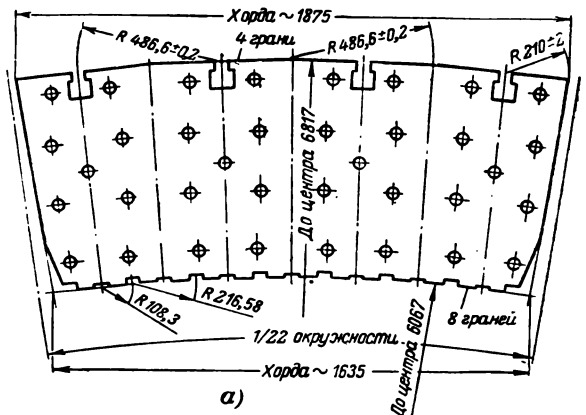 Хорда ~ 1875
R 486,6±0,2
4 грани
R 486,6±0,2
R 210±2
До центра 6817
R 108,3
R 216,58
До центра 6067
8 граней
1/22 окружности
Хорда ~ 1635
а)